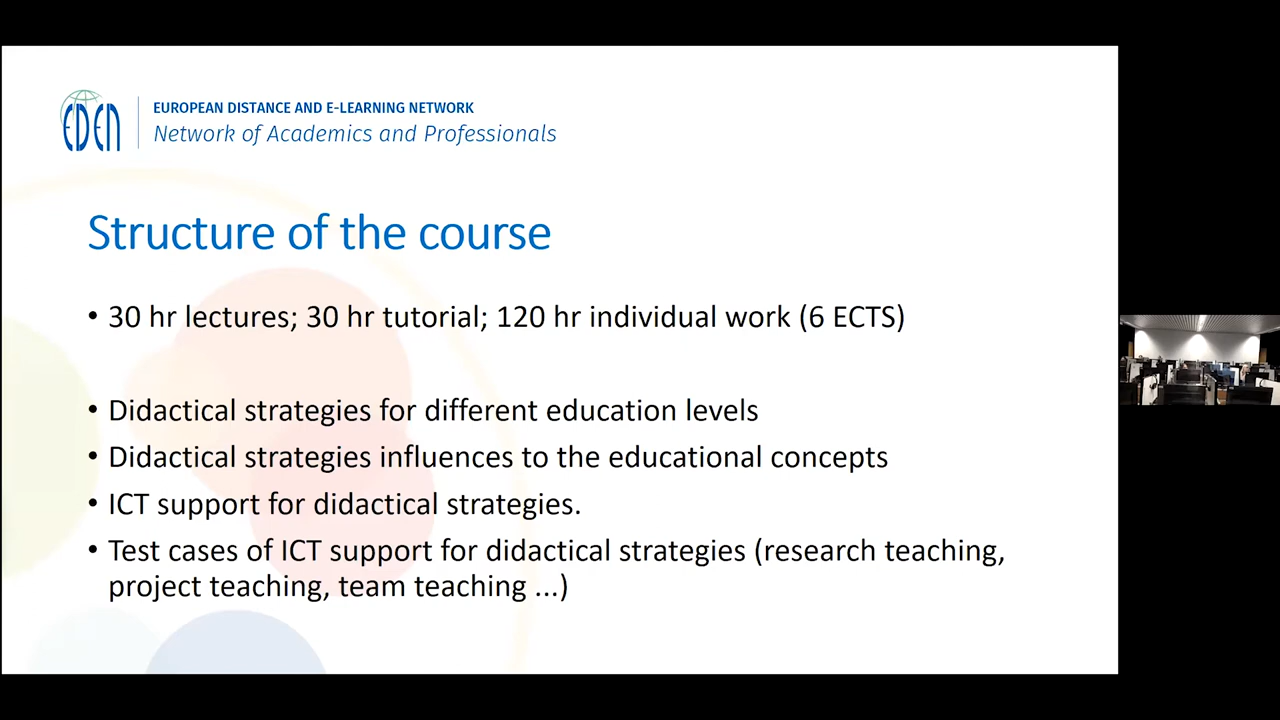 EDEN
EUROPEAN DISTANCE AND E-LEARNING NETWORK
Network of Academics and Professionals
Structure of the course
• 30 hr lectures; 30 hr tutorial; 120 hr individual work (6 ECTS)
• Didactical strategies for different education levels
• Didactical strategies influences to the educational concepts
• ICT support for didactical strategies.
• Test cases of ICT support for didactical strategies (research teaching,
project teaching, team teaching ...)